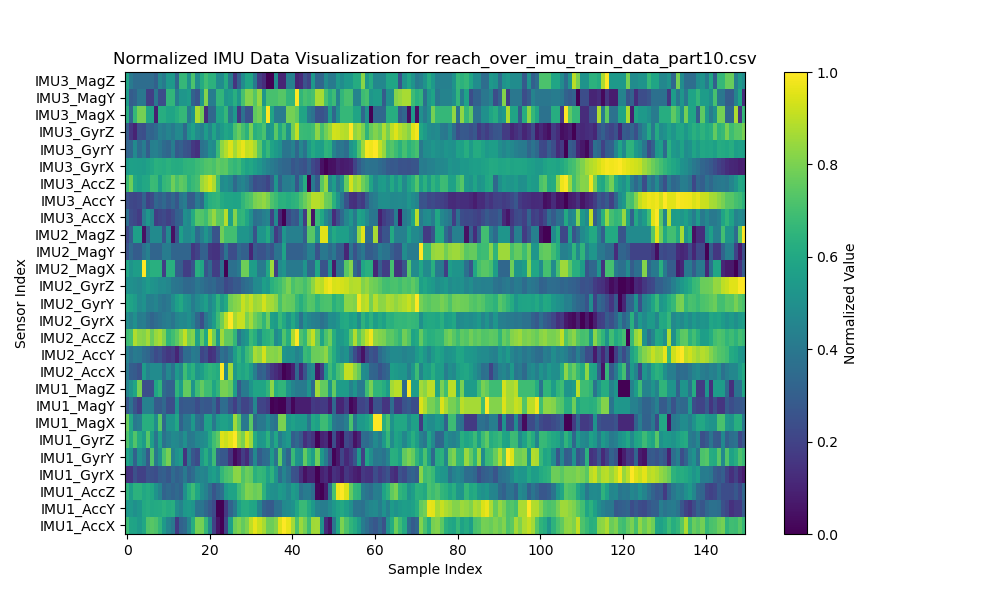 Normalized IMU Data Visualization for reach_over_imu_train_data_part10.csv
IMU3_MagZ
IMU3_MagY
IMU3_MagX
IMU3_GyrZ
IMU3_GyrY
IMU3_GyrX
IMU3_AccZ
IMU3_AccY
IMU3_AccX
IMU2_MagZ
IMU2_MagY
IMU2_MagX
IMU2_GyrZ
IMU2_GyrY
IMU2_GyrX
IMU2_AccZ
IMU2_AccY
IMU2_AccX
IMU1_MagZ
IMU1_MagY
IMU1_MagX
IMU1_GyrZ
IMU1_GyrY
IMU1_GyrX
IMU1_AccZ
IMU1_AccY
IMU1_AccX
Sensor Index
0 20 40 60 80 100 120 140
Sample Index
1.0
0.8
0.6
0.4
0.2
0.0
Normalized Value